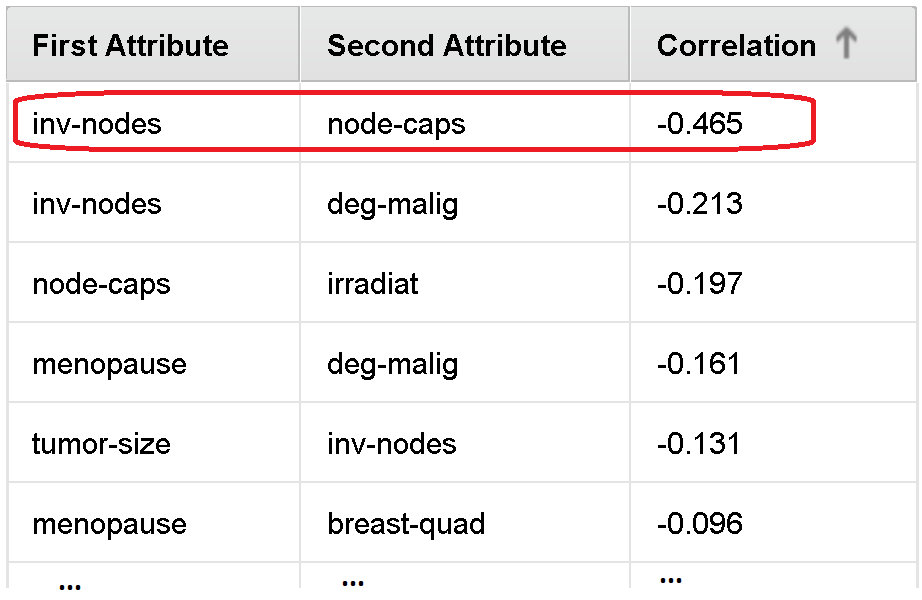 First Attribute Second Attribute Correlation
inv-nodes node-caps -0.465
inv-nodes deg-malig -0.213
node-caps irradiat -0.197
menopause deg-malig -0.161
tumor-size inv-nodes -0.131
menopause breast-quad -0.096
... ... ...